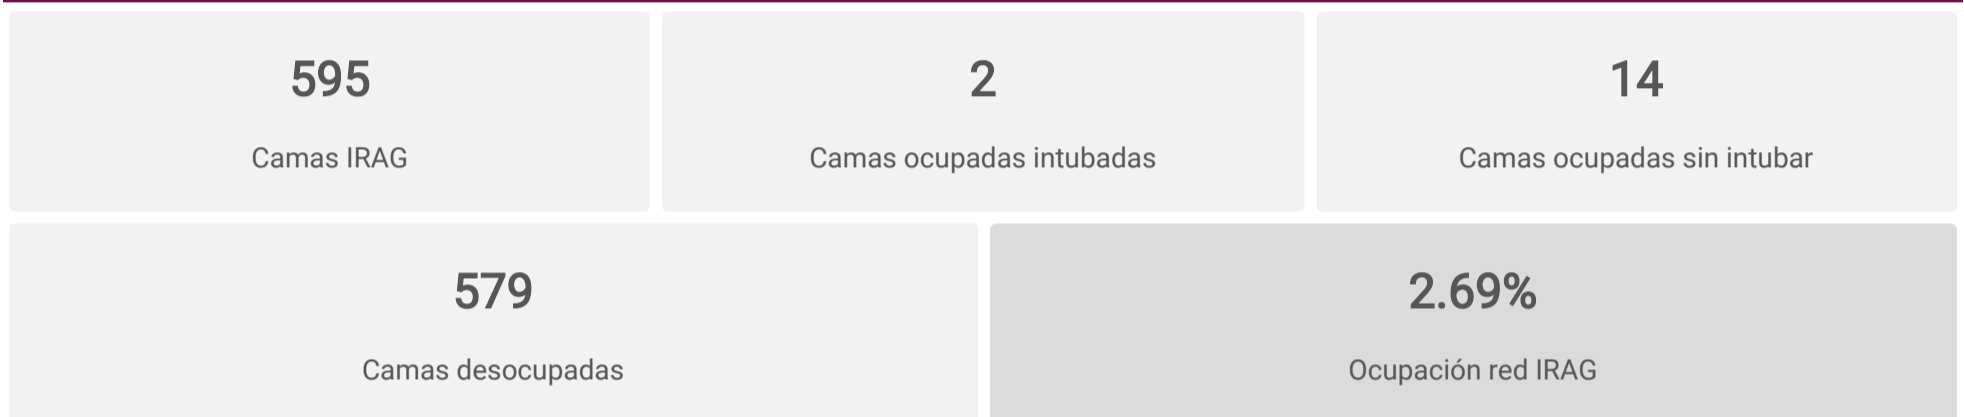 595
Camas IRAG
2
Camas ocupadas intubadas
14
Camas ocupadas sin intubar
579
Camas desocupadas
2.69%
Ocupación red IRAG